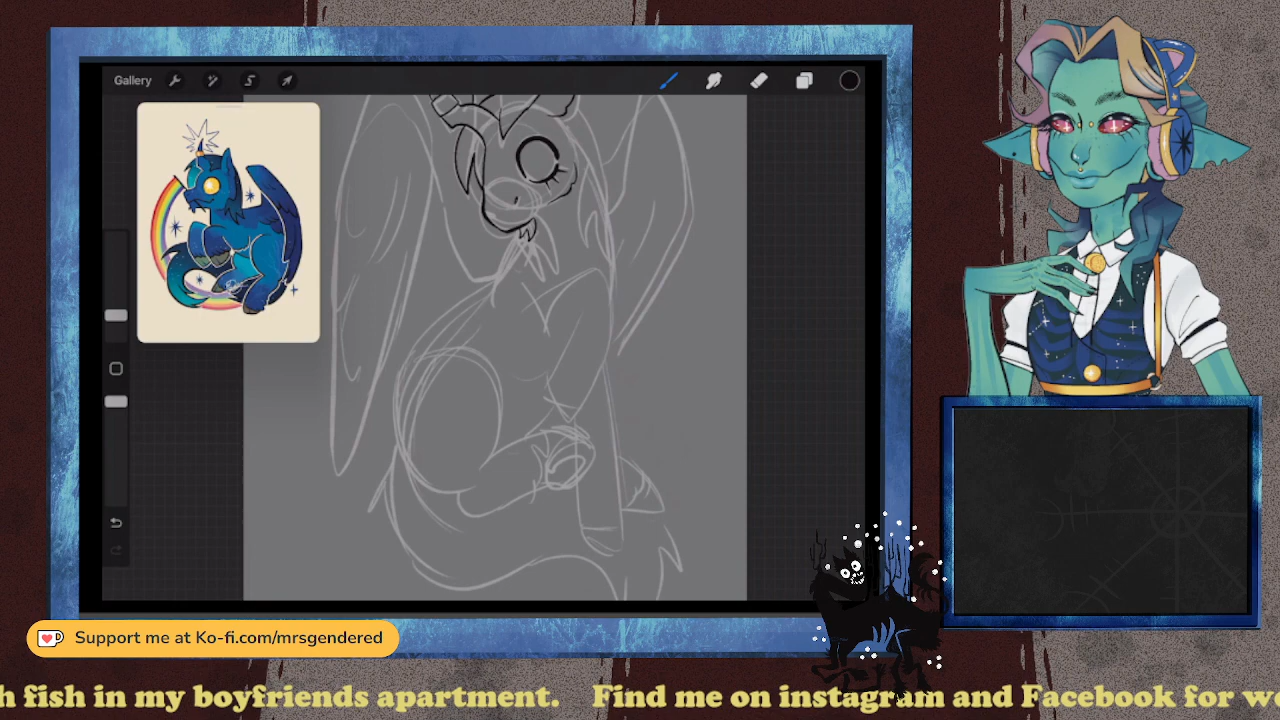 Gallery
Support me at Ko-fi.com/mrsgendered
h fish in my boyfriends apartment. Find me on instagram and Facebook for w